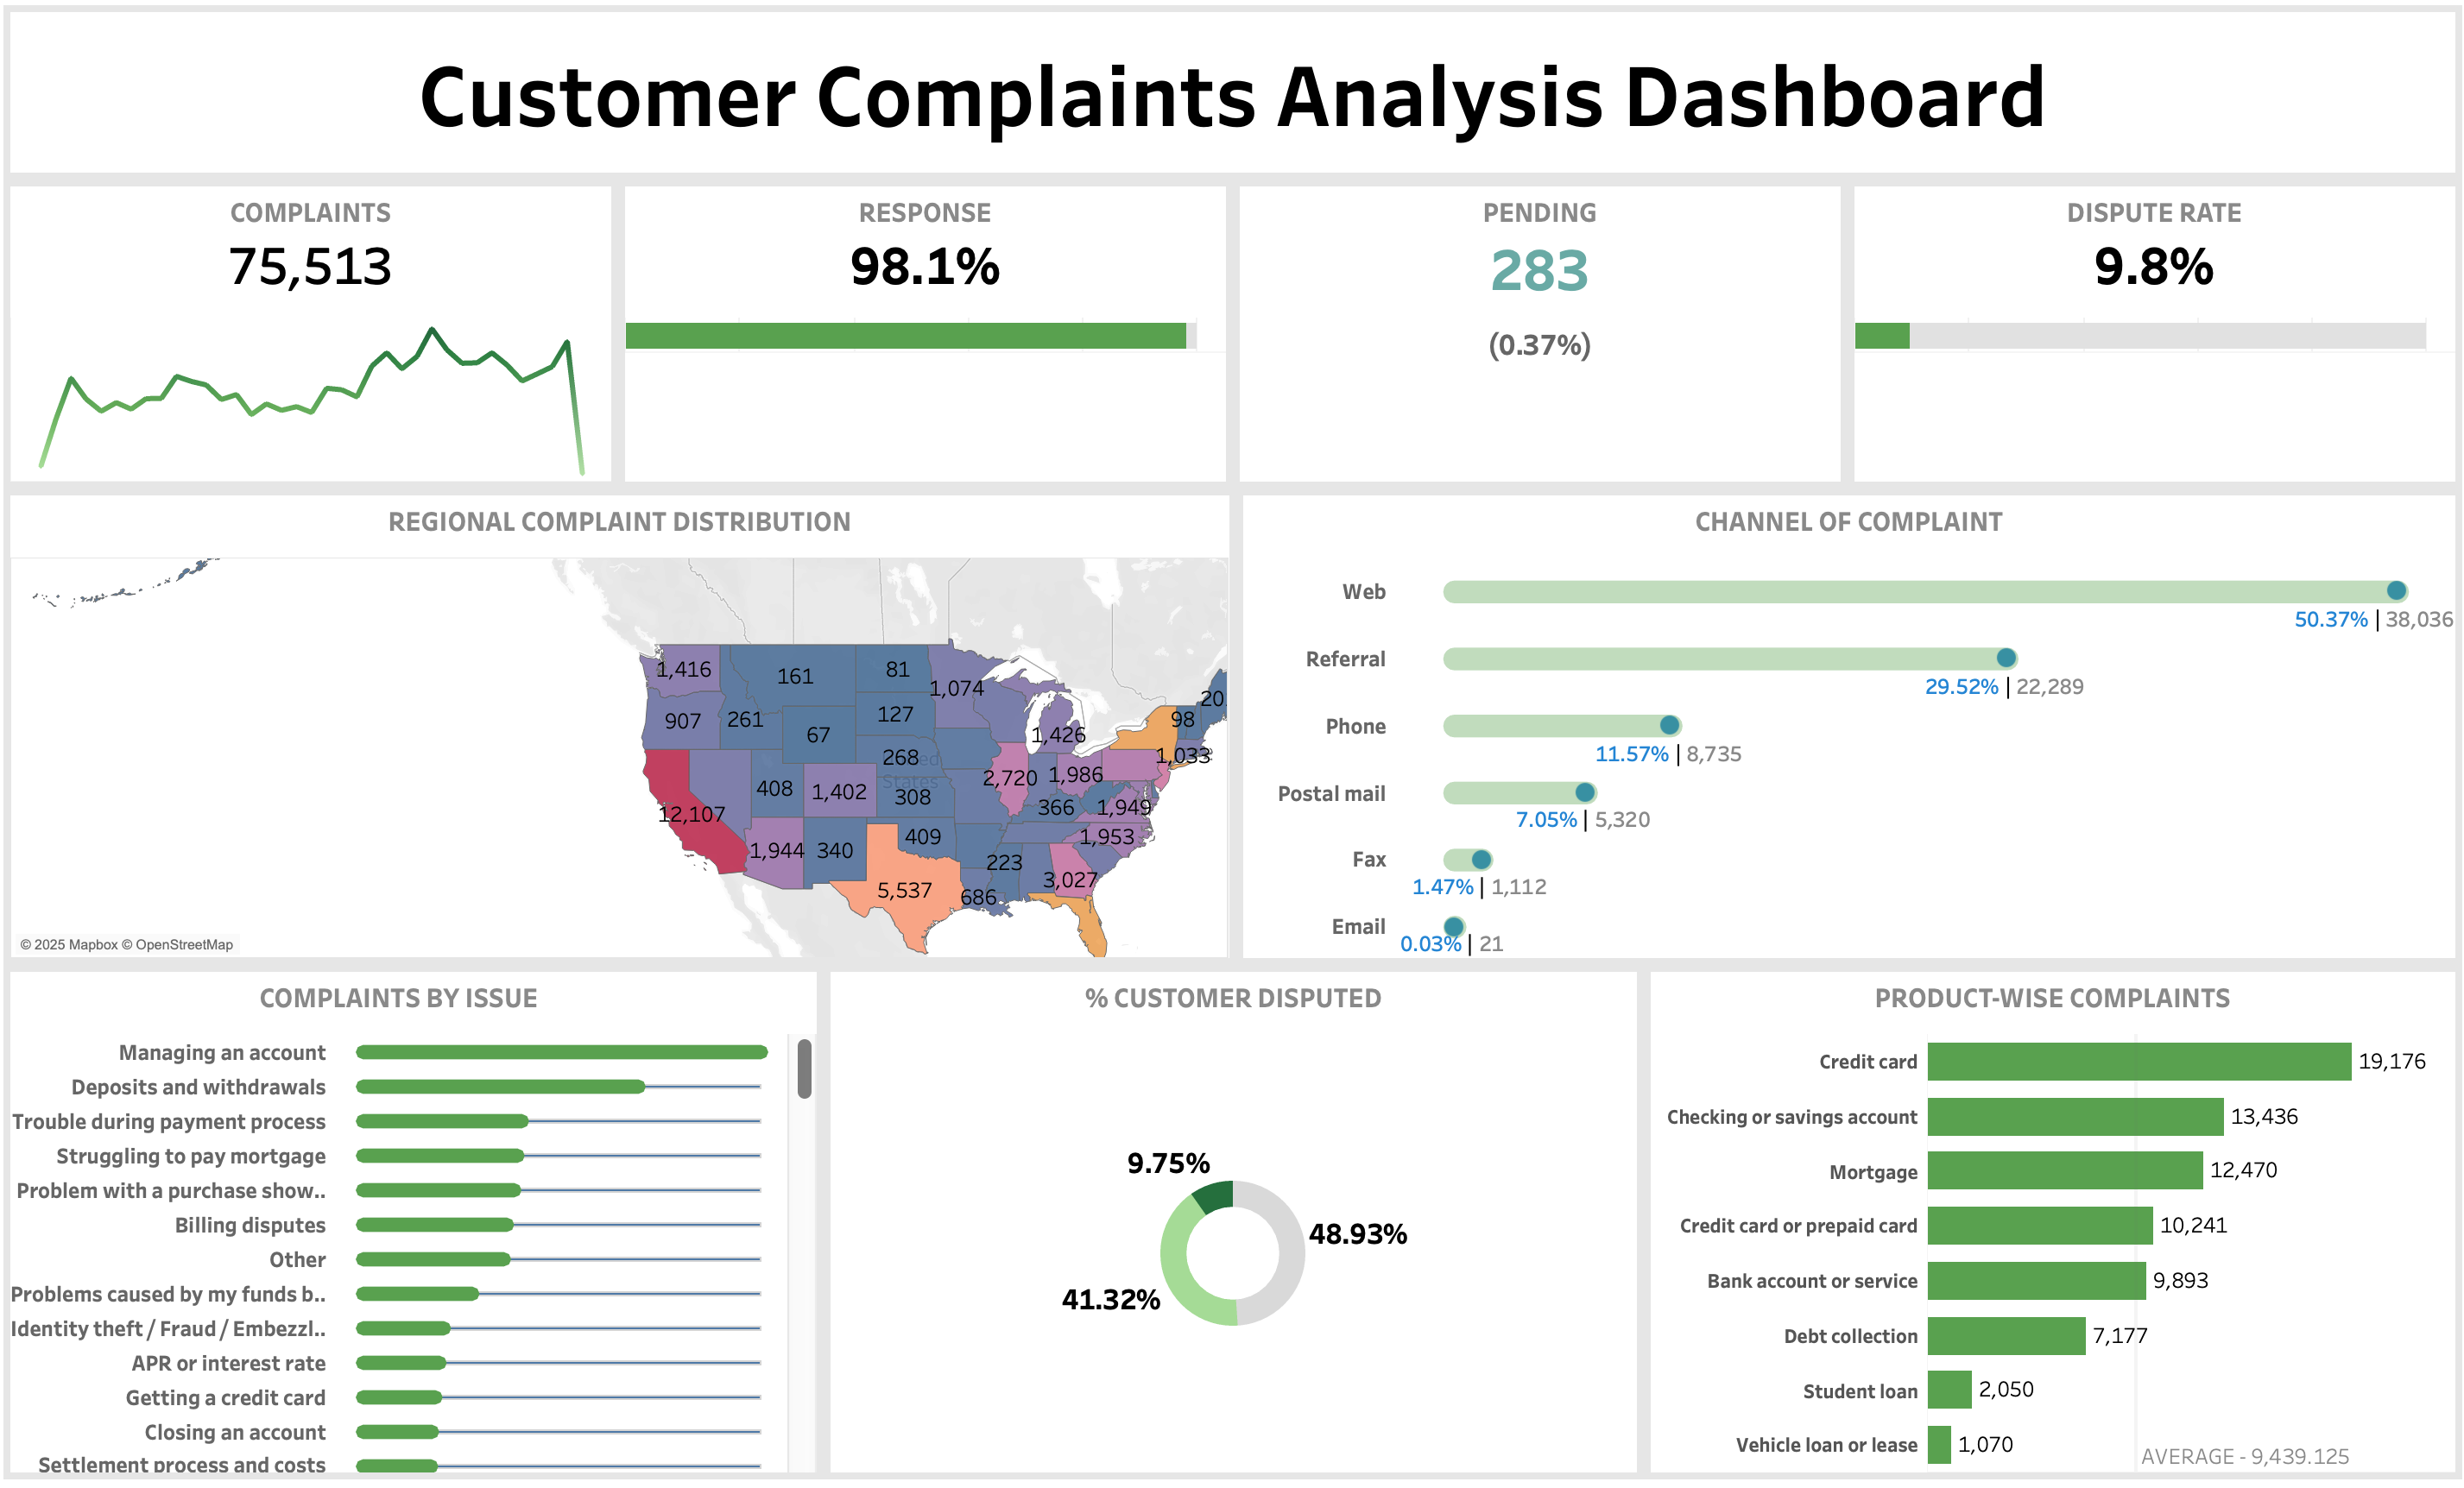 Customer Complaints Analysis Dashboard
COMPLAINTS
75,513
RESPONSE
98.1%
PENDING
283
(0.37%)
DISPUTE RATE
9.8%
REGIONAL COMPLAINT DISTRIBUTION
1,416
161
81
1,074
20
907
261
67
127
98
1,426
1,033
268
United
States
408
1,402
308
2,720
1,986
366
1,949
12,107
1,944
340
409
223
1,953
5,537
686
3,027
© 2025 Mapbox © OpenStreetMap
CHANNEL OF COMPLAINT
Web
50.37% | 38,036
Referral
29.52% | 22,289
Phone
11.57% | 8,735
Postal mail
7.05% | 5,320
Fax
1.47% | 1,112
Email
0.03% | 21
COMPLAINTS BY ISSUE
Managing an account
Deposits and withdrawals
Trouble during payment process
Struggling to pay mortgage
Problem with a purchase show..
Billing disputes
Other
Problems caused by my funds b..
Identity theft / Fraud / Embezzl..
APR or interest rate
Getting a credit card
Closing an account
Settlement process and costs
% CUSTOMER DISPUTED
9.75%
48.93%
41.32%
PRODUCT-WISE COMPLAINTS
Credit card 19,176
Checking or savings account 13,436
Mortgage 12,470
Credit card or prepaid card 10,241
Bank account or service 9,893
Debt collection 7,177
Student loan 2,050
Vehicle loan or lease 1,070
AVERAGE - 9,439.125